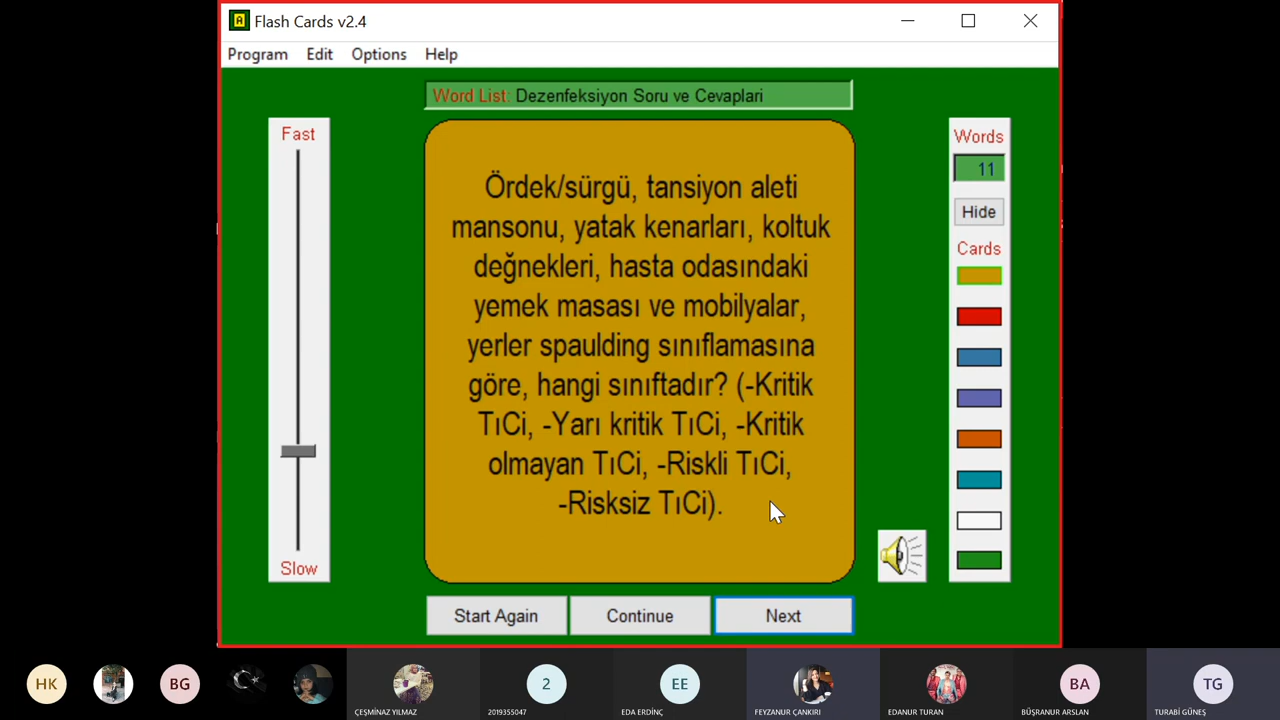 Flash Cards v2.4
Program Edit Options Help
Word List: Dezenfeksiyon Soru ve Cevaplari
Fast
Slow
Ördek/sürgü, tansiyon aleti
mansonu, yatak kenarları, koltuk
değnekleri, hasta odasındaki
yemek masası ve mobilyalar,
yerler spaulding sınıflamasına
göre, hangi sınıftadır? (-Kritik
TıCi, -Yarı kritik TıCi, -Kritik
olmayan TıCi, -Riskli TıCi,
-Risksiz TıCi).
Words
11
Hide
Cards
Start Again Continue Next
HK
BG
ÇEŞMİNAZ YILMAZ
2
2019355047
EE
EDA ERDİNÇ
FEYZANUR ÇANKIRI
EDANUR TURAN
BA
BÜŞRANUR ARSLAN
TG
TURABİ GÜNEŞ
A